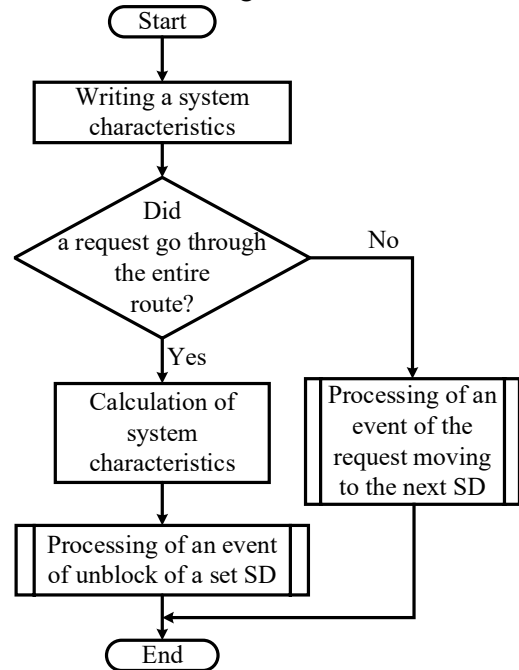 Start
Writing a system
characteristics
Did
a request go through
the entire
route?
No
Yes
Calculation of
system
characteristics
Processing of an
event of the
request moving
to the next SD
Processing of an event
of unblock of a set SD
End